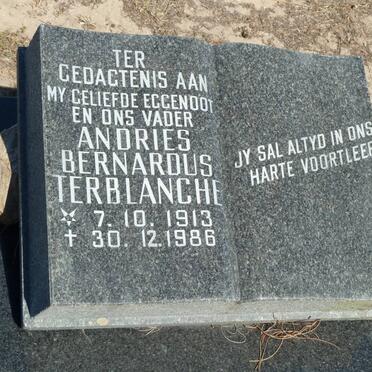 TER
GEDAGTENIS AAN
MY GELIEFDE EGGENOOT
EN ONS VADER
ANDRIES
BERNARDUS
TERBLANCHE
☆ 7. 10. 1913
✝ 30. 12. 1986
JY SAL ALTYD IN ONS
HARTE VOORTLEEF